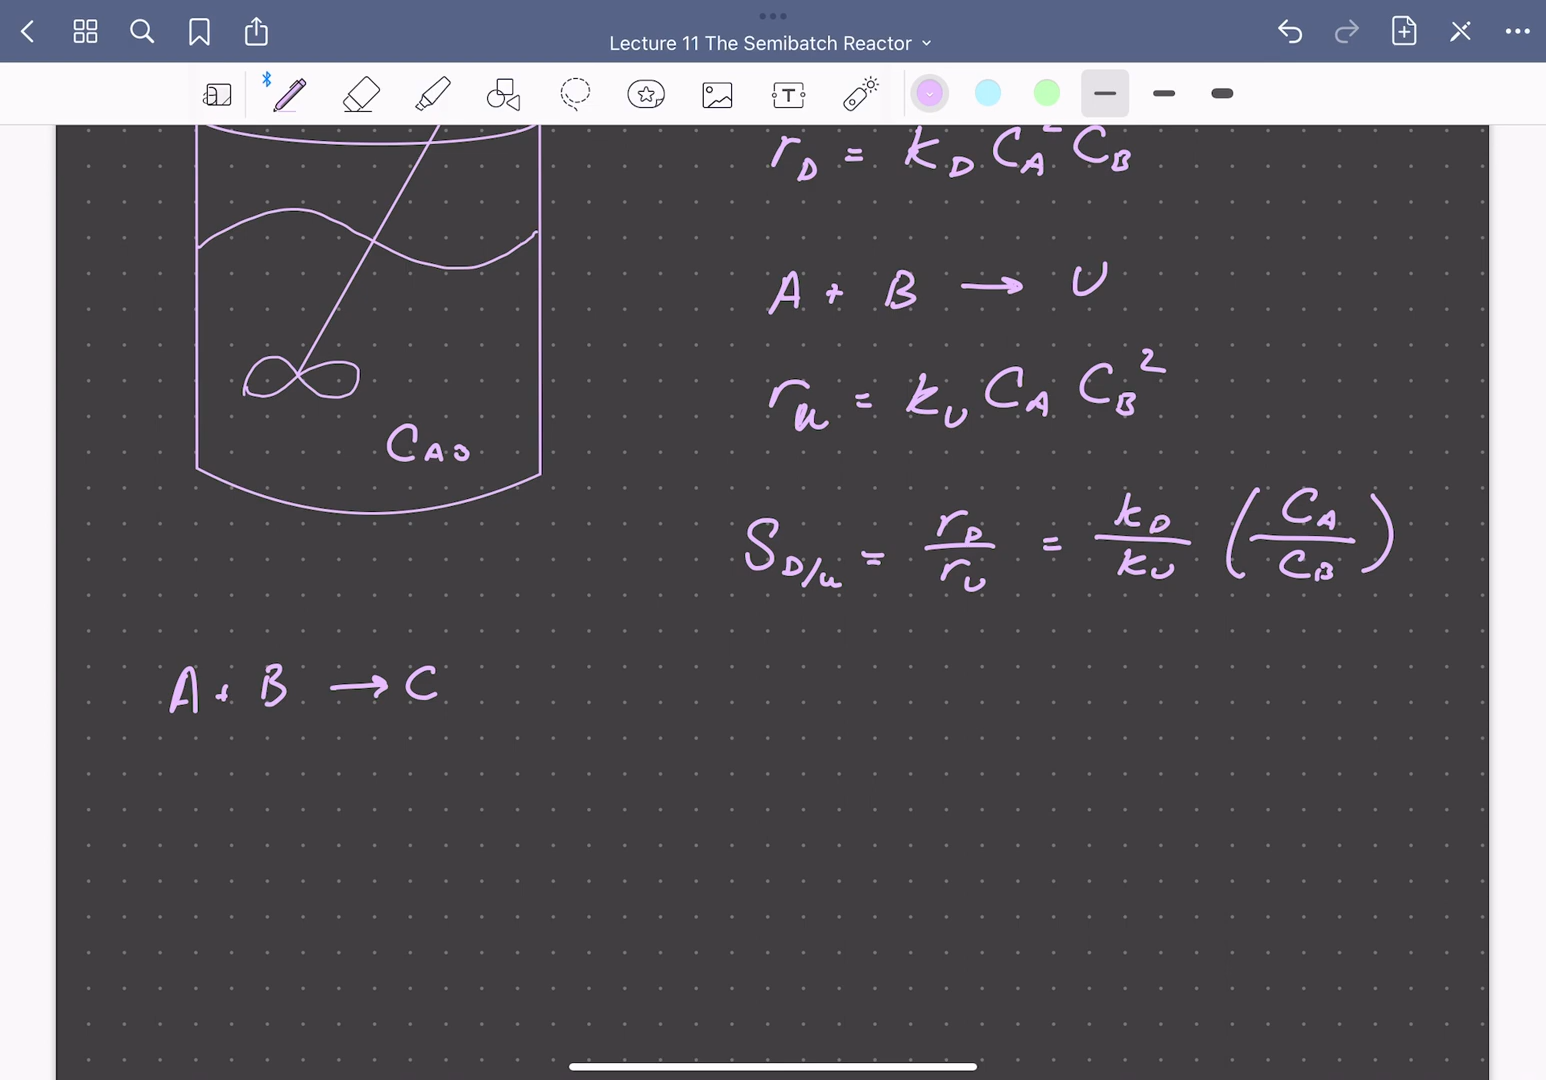 Lecture 11 The Semibatch Reactor
T
r_D = k_D C_A^2 C_B
A + B → U
r_u = k_U C_A C_B^2
C_A0
S_D/u = r_D/r_U = k_D/k_U (C_A/C_B)
A + B → C